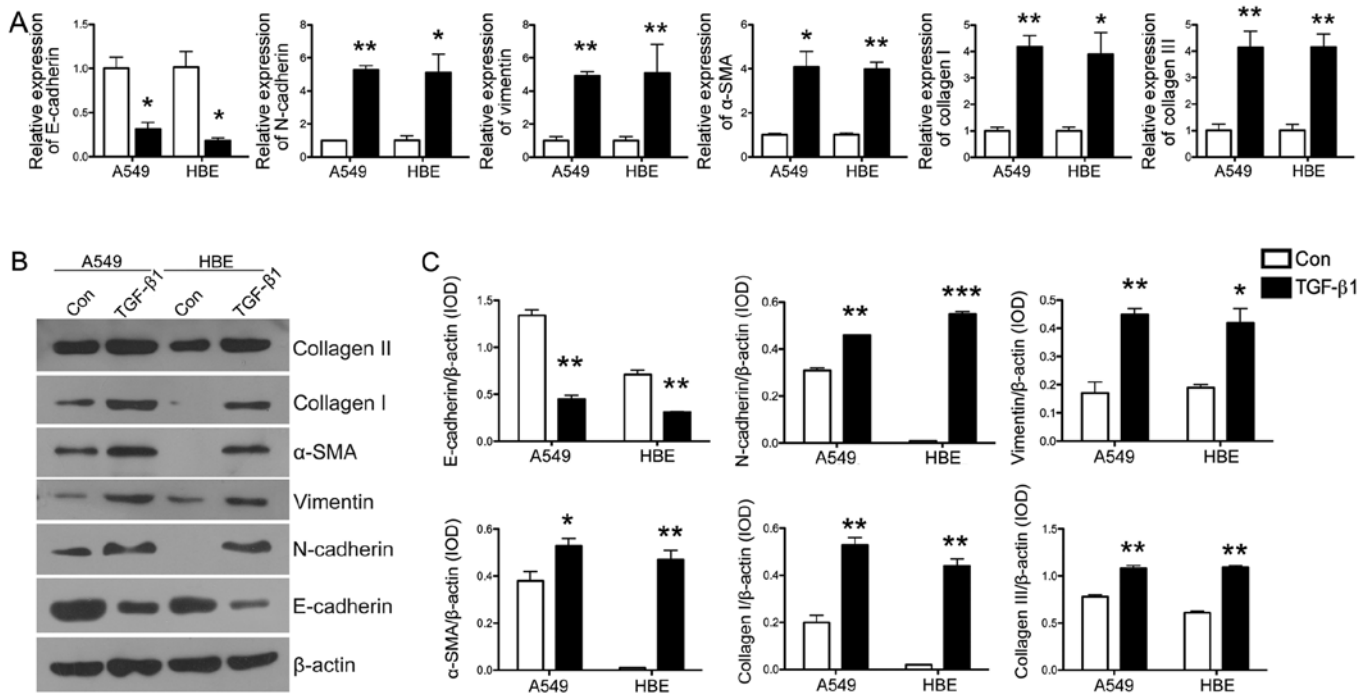 A
Relative expression
of E-cadherin
1.5
1.0
0.5
0.0
*
*
A549
HBE
Relative expression
of N-cadherin
8
6
4
2
0
**
*
A549
HBE
Relative expression
of vimentin
8
6
4
2
0
**
**
A549
HBE
Relative expression
of α-SMA
6
4
2
0
*
**
A549
HBE
Relative expression
of collagen I
5
4
3
2
1
0
**
*
A549
HBE
Relative expression
of collagen III
5
4
3
2
1
0
**
**
A549
HBE
B
A549
HBE
Con
TGF-β1
Con
TGF-β1
Collagen II
Collagen I
α-SMA
Vimentin
N-cadherin
E-cadherin
β-actin
C
Con
TGF-β1
E-cadherin/β-actin (IOD)
1.5
1.0
0.5
0.0
**
**
A549
HBE
N-cadherin/β-actin (IOD)
0.6
0.4
0.2
0.0
**
***
A549
HBE
Vimentin/β-actin (IOD)
0.5
0.4
0.3
0.2
0.1
0.0
**
*
A549
HBE
α-SMA/β-actin (IOD)
0.6
0.4
0.2
0.0
*
**
A549
HBE
Collagen I/β-actin (IOD)
0.6
0.4
0.2
0.0
**
**
A549
HBE
Collagen III/β-actin (IOD)
1.5
1.0
0.5
0.0
**
**
A549
HBE